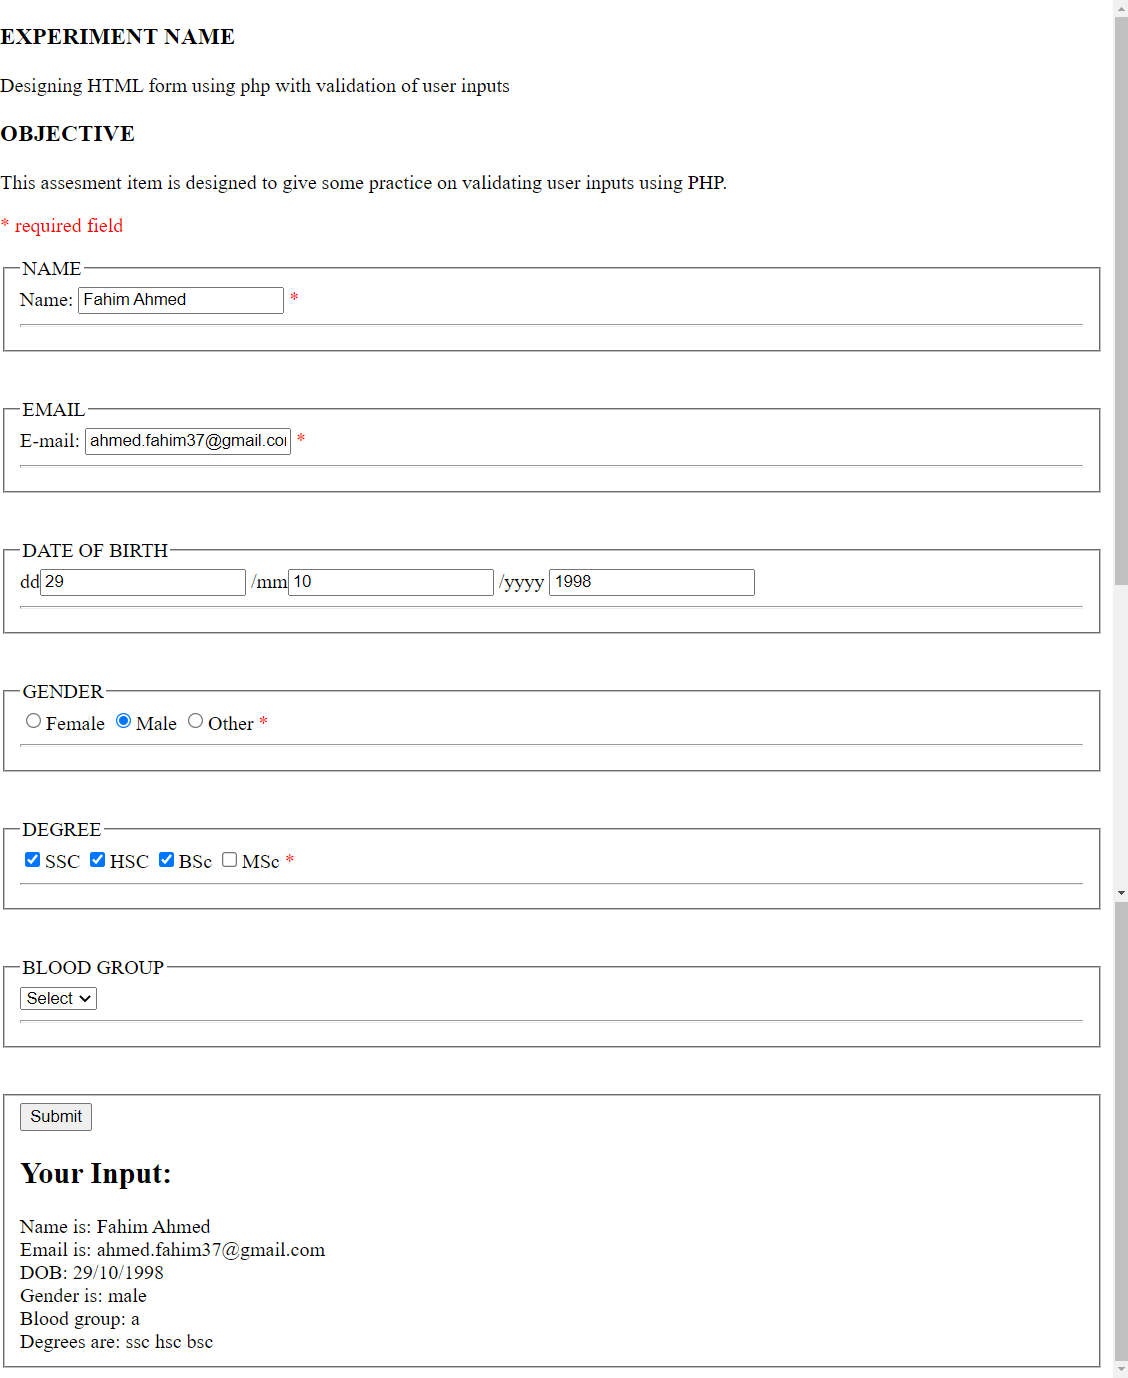 EXPERIMENT NAME
Designing HTML form using php with validation of user inputs
OBJECTIVE
This assesment item is designed to give some practice on validating user inputs using PHP.
* required field
NAME
Name: Fahim Ahmed *
EMAIL
E-mail: ahmed.fahim37@gmail.co *
DATE OF BIRTH
dd 29 /mm 10 /yyyy 1998
GENDER
Female Male Other *
DEGREE
SSC HSC BSc MSc *
BLOOD GROUP
Select
Submit
Your Input:
Name is: Fahim Ahmed
Email is: ahmed.fahim37@gmail.com
DOB: 29/10/1998
Gender is: male
Blood group: a
Degrees are: ssc hsc bsc